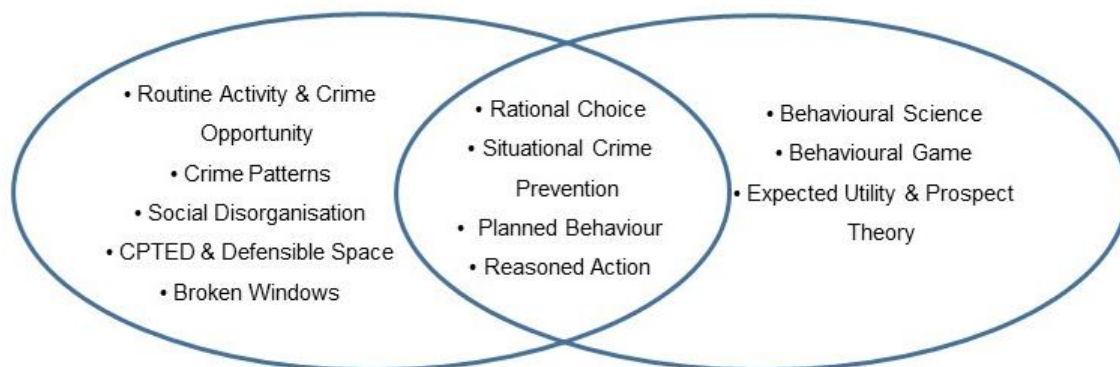 • Routine Activity & Crime
Opportunity
• Crime Patterns
• Social Disorganisation
• CPTED & Defensible Space
• Broken Windows
• Rational Choice
• Situational Crime
Prevention
• Planned Behaviour
• Reasoned Action
• Behavioural Science
• Behavioural Game
• Expected Utility & Prospect
Theory